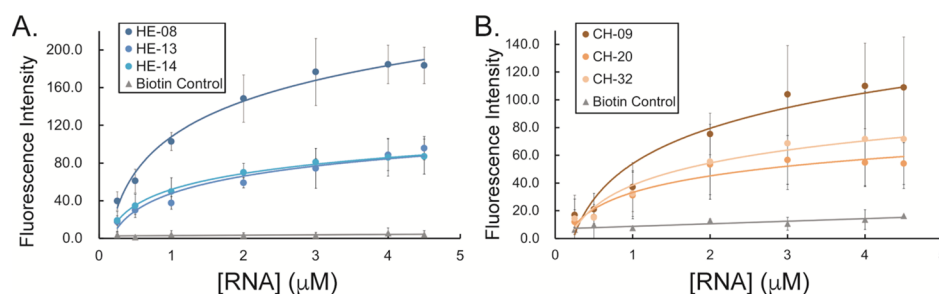 A.
HE-08
HE-13
HE-14
Biotin Control
Fluorescence Intensity
200.0
160.0
120.0
80.0
40.0
0.0
0 1 2 3 4 5
[RNA] (μM)
B.
CH-09
CH-20
CH-32
Biotin Control
Fluorescence Intensity
140.0
120.0
100.0
80.0
60.0
40.0
20.0
0.0
0 1 2 3 4
[RNA] (μM)